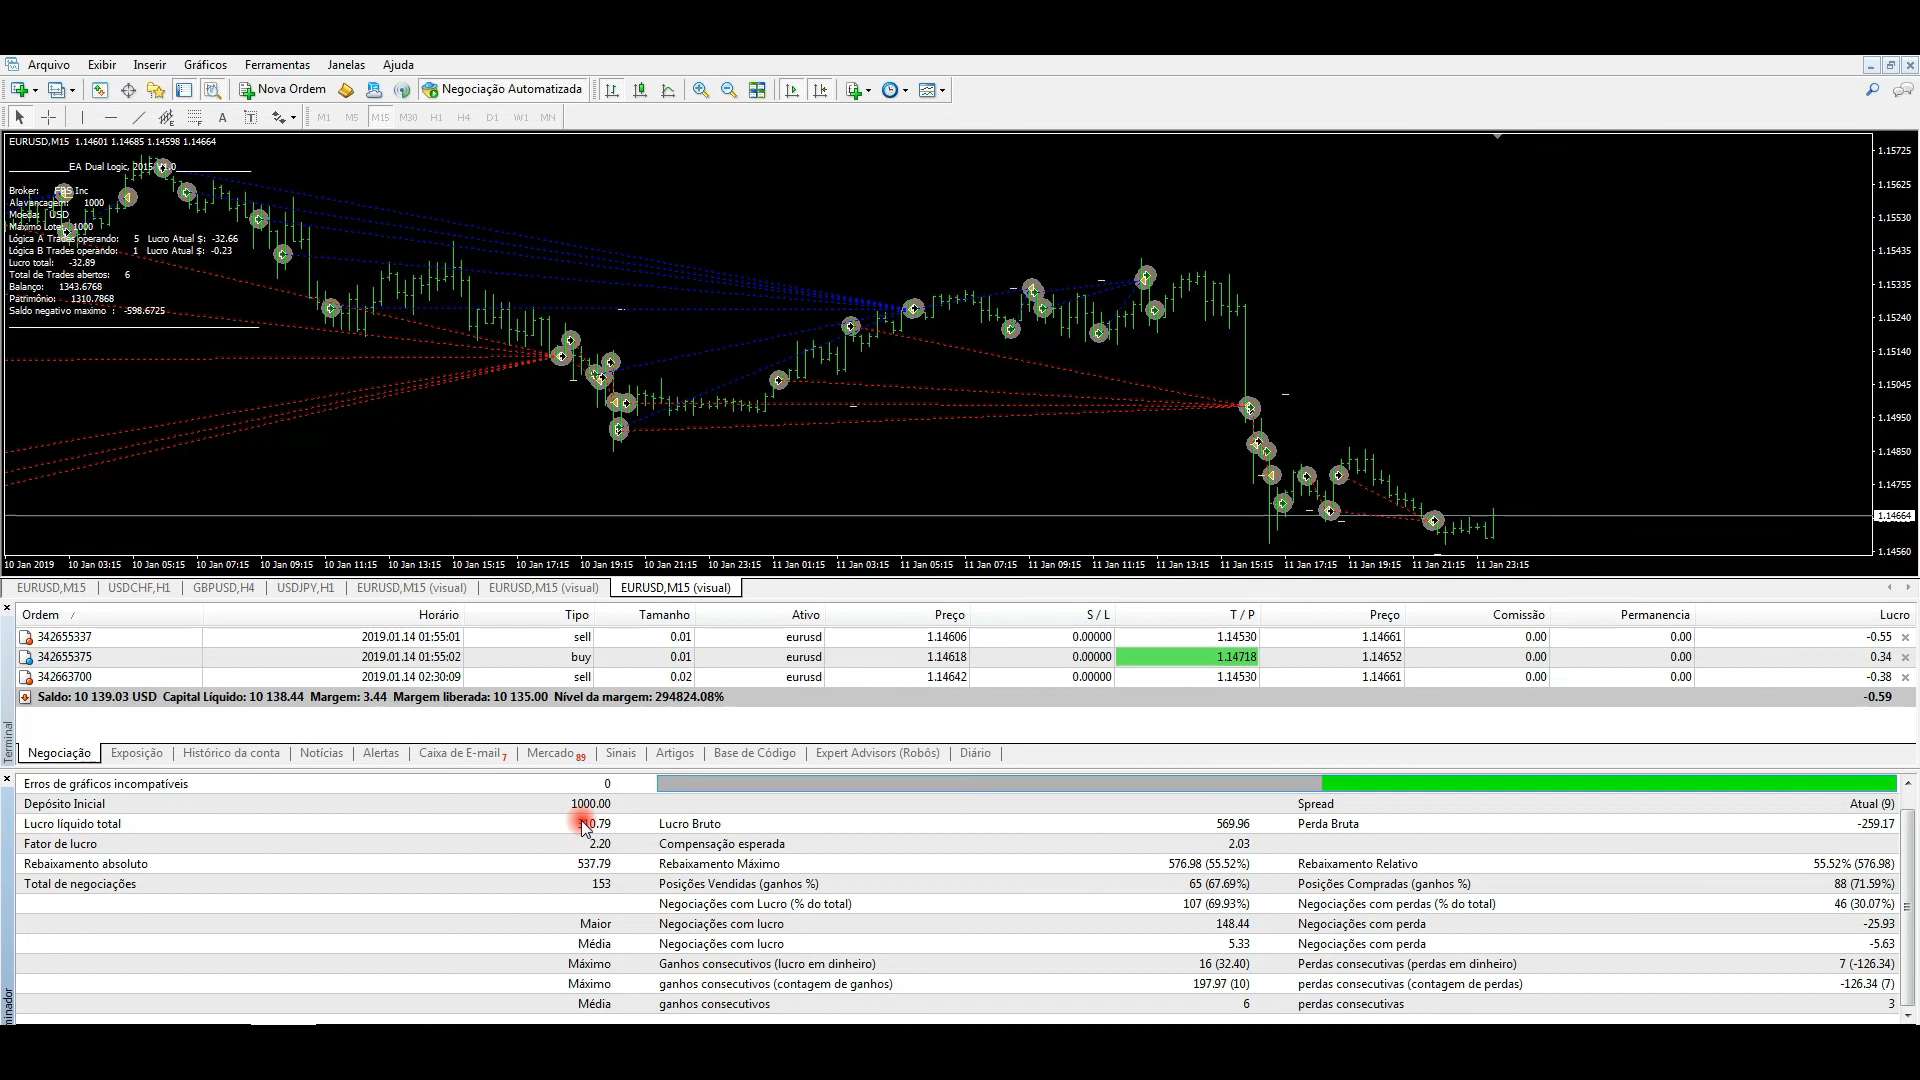 Arquivo Exibir Inserir Gráficos Ferramentas Janelas Ajuda
Nova Ordem Negociação Automatizada
A T M1 M5 M15 M30 H1 H4 D1 W1 MN
EURUSD,M15 1.14601 1.14685 1.14598 1.14664
EA Dual Logic, 2015
Broker: FBS Inc
Alavancagem: 1000
Moeda: USD
Máximo Lote: 1000
Lógica A Trades operando: 5 Lucro Atual $: -32.66
Lógica B Trades operando: 1 Lucro Atual $: -0.23
Lucro total: -32.89
Total de Trades abertos: 6
Balanço: 1343.6768
Patrimônio: 1310.7868
Saldo negativo maximo : -598.6725
1.15725
1.15625
1.15530
1.15435
1.15335
1.15240
1.15140
1.15045
1.14950
1.14850
1.14755
1.14664
1.14560
10 Jan 2019 10 Jan 03:15 10 Jan 05:15 10 Jan 07:15 10 Jan 09:15 10 Jan 11:15 10 Jan 13:15 10 Jan 15:15 10 Jan 17:15 10 Jan 19:15 10 Jan 21:15 10 Jan 23:15 11 Jan 01:15 11 Jan 03:15 11 Jan 05:15 11 Jan 07:15 11 Jan 09:15 11 Jan 11:15 11 Jan 13:15 11 Jan 15:15 11 Jan 17:15 11 Jan 19:15 11 Jan 21:15 11 Jan 23:15
EURUSD,M15 USDCHF,H1 GBPUSD,H4 USDJPY,H1 EURUSD,M15 (visual) EURUSD,M15 (visual) EURUSD,M15 (visual)
Ordem Horário Tipo Tamanho Ativo Preço S / L T / P Preço Comissão Permanencia Lucro
342655337 2019.01.14 01:55:01 sell 0.01 eurusd 1.14606 0.00000 1.14530 1.14661 0.00 0.00 -0.55
342655375 2019.01.14 01:55:02 buy 0.01 eurusd 1.14618 0.00000 1.14718 1.14652 0.00 0.00 0.34
342663700 2019.01.14 02:30:09 sell 0.02 eurusd 1.14642 0.00000 1.14530 1.14661 0.00 0.00 -0.38
Saldo: 10 139.03 USD Capital Líquido: 10 138.44 Margem: 3.44 Margem liberada: 10 135.00 Nível da margem: 294824.08% -0.59
Terminal
Negociação Exposição Histórico da conta Notícias Alertas Caixa de E-mail 7 Mercado 89 Sinais Artigos Base de Código Expert Advisors (Robôs) Diário
Erros de gráficos incompatíveis 0
Depósito Inicial 1000.00 Spread Atual (9)
Lucro líquido total Lucro Bruto 569.96 Perda Bruta -259.17
Fator de lucro 2.20 Compensação esperada 2.03
Rebaixamento absoluto 537.79 Rebaixamento Máximo 576.98 (55.52%) Rebaixamento Relativo 55.52% (576.98)
Total de negociações 153 Posições Vendidas (ganhos %) 65 (67.69%) Posições Compradas (ganhos %) 88 (71.59%)
Negociações com Lucro (% do total) 107 (69.93%) Negociações com perdas (% do total) 46 (30.07%)
Maior Negociações com lucro 148.44 Negociações com perda -25.93
Média Negociações com lucro 5.33 Negociações com perda -5.63
Máximo Ganhos consecutivos (lucro em dinheiro) 16 (32.40) Perdas consecutivas (perdas em dinheiro) 7 (-126.34)
Máximo ganhos consecutivos (contagem de ganhos) 197.97 (10) perdas consecutivas (contagem de perdas) -126.34 (7)
Média ganhos consecutivos 6 perdas consecutivas 3